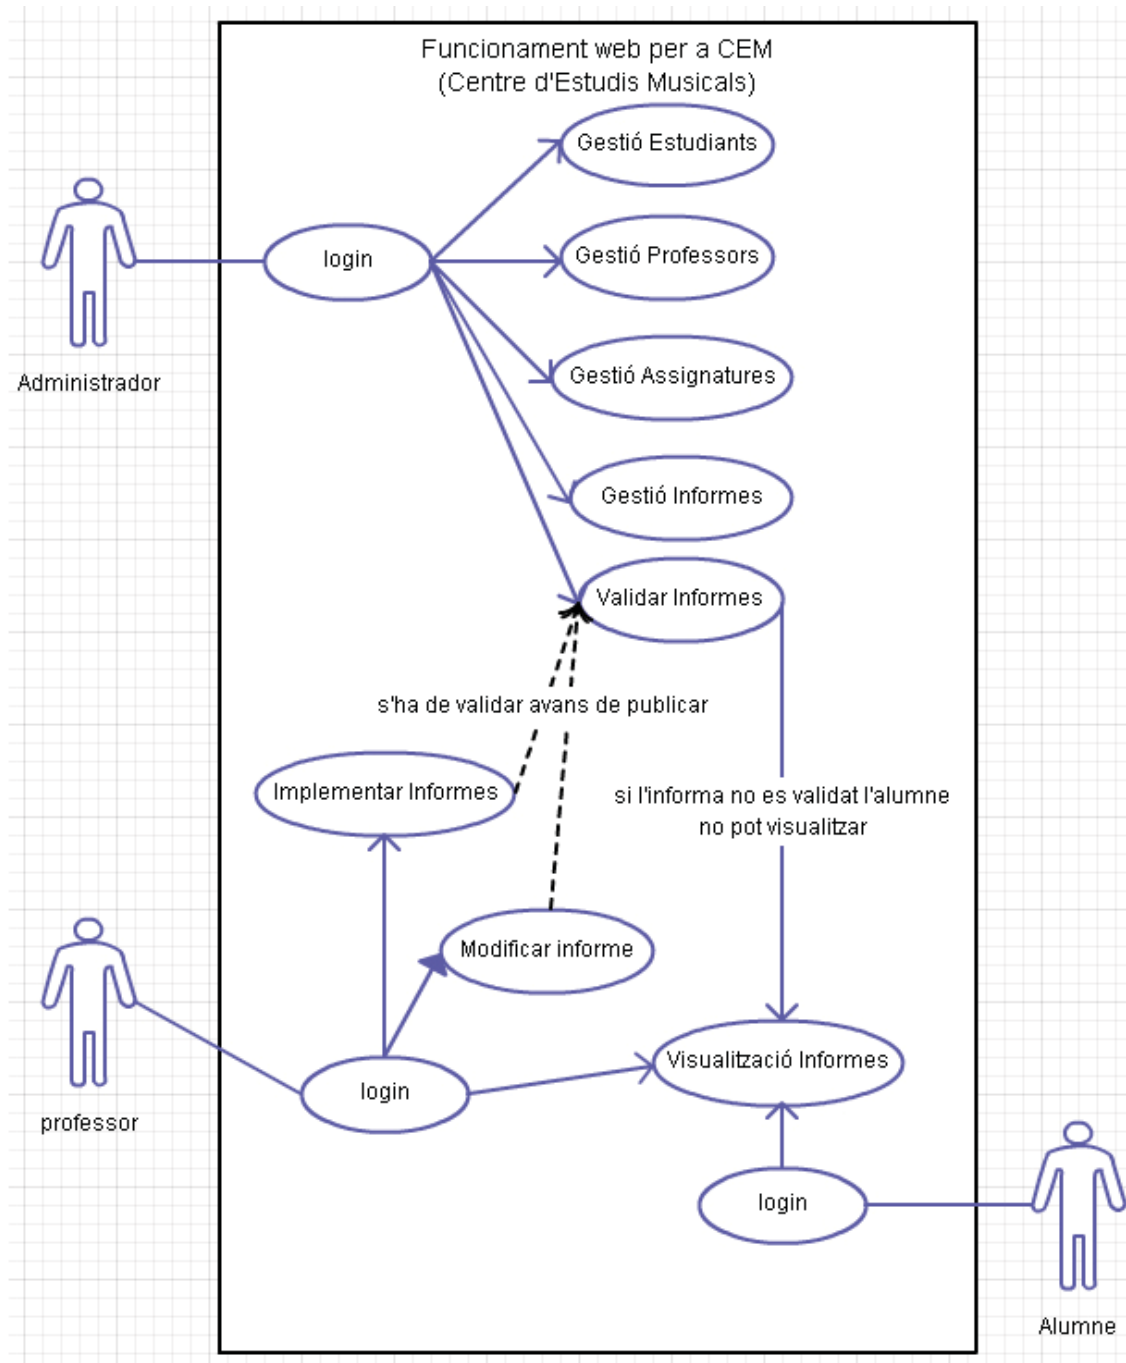 Funcionament web per a CEM
(Centre d'Estudis Musicals)
Gestió Estudiants
login
Gestió Professors
Administrador
Gestió Assignatures
Gestió Informes
Validar Informes
s'ha de validar avans de publicar
Implementar Informes
si l'informa no es validat l'alumne
no pot visualitzar
Modificar informe
Visualització Informes
login
professor
login
Alumne